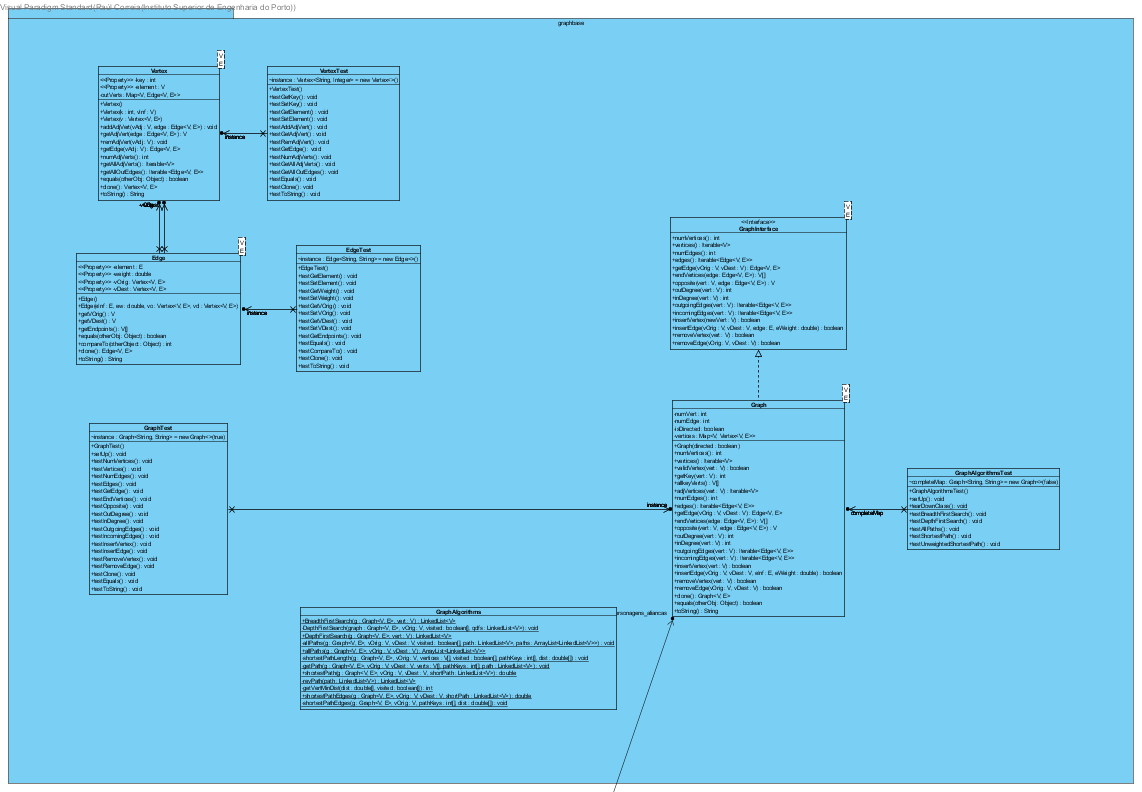 Visual Paradigm Standard(Raúl Correia(Instituto Superior de Engenharia do Porto))
graphbase
V
E
Vertex
<<Property>> -key : int
<<Property>> -element : V
-outVerts : Map<V, Edge<V, E>>
+Vertex()
+Vertex(k : int, vInf : V)
+Vertex(v : Vertex<V, E>)
+addAdjVert(vAdj : V, edge : Edge<V, E>) : void
+getAdjVert(edge : Edge<V, E>) : V
+remAdjVert(vAdj : V) : void
+getEdge(vAdj : V) : Edge<V, E>
+numAdjVerts() : int
+getAllAdjVerts() : Iterable<V>
+getAllOutEdges() : Iterable<Edge<V, E>>
+equals(otherObj : Object) : boolean
+clone() : Vertex<V, E>
+toString() : String
VertexTest
~instance : Vertex<String, Integer> = new Vertex<>()
+VertexTest()
+testGetKey() : void
+testSetKey() : void
+testGetElement() : void
+testSetElement() : void
+testAddAdjVert() : void
+testGetAdjVert() : void
+testRemAdjVert() : void
+testGetEdge() : void
+testNumAdjVerts() : void
+testGetAllAdjVerts() : void
+testGetAllOutEdges() : void
+testEquals() : void
+testClone() : void
+testToString() : void
instance
V
E
Edge
<<Property>> -element : E
<<Property>> -weight : double
<<Property>> -vOrig : Vertex<V, E>
<<Property>> -vDest : Vertex<V, E>
+Edge()
+Edge(eInf : E, ew : double, vo : Vertex<V, E>, vd : Vertex<V, E>)
+getVOrig() : V
+getVDest() : V
+getEndpoints() : V[]
+equals(otherObj : Object) : boolean
+compareTo(otherObject : Object) : int
+clone() : Edge<V, E>
+toString() : String
EdgeTest
~instance : Edge<String, String> = new Edge<>()
+EdgeTest()
+testGetElement() : void
+testSetElement() : void
+testGetWeight() : void
+testSetWeight() : void
+testGetVOrig() : void
+testSetVOrig() : void
+testGetVDest() : void
+testSetVDest() : void
+testGetEndpoints() : void
+testEquals() : void
+testCompareTo() : void
+testClone() : void
+testToString() : void
instance
V
E
<<Interface>>
GraphInterface
+numVertices() : int
+vertices() : Iterable<V>
+numEdges() : int
+edges() : Iterable<Edge<V, E>>
+getEdge(vOrig : V, vDest : V) : Edge<V, E>
+endVertices(edge : Edge<V, E>) : V[]
+opposite(vert : V, edge : Edge<V, E>) : V
+outDegree(vert : V) : int
+inDegree(vert : V) : int
+outgoingEdges(vert : V) : Iterable<Edge<V, E>>
+incomingEdges(vert : V) : Iterable<Edge<V, E>>
+insertVertex(newVert : V) : boolean
+insertEdge(vOrig : V, vDest : V, edge : E, eWeight : double) : boolean
+removeVertex(vert : V) : boolean
+removeEdge(vOrig : V, vDest : V) : boolean
V
E
Graph
-numVert : int
-numEdge : int
-isDirected : boolean
-vertices : Map<V, Vertex<V, E>>
+Graph(directed : boolean)
+numVertices() : int
+vertices() : Iterable<V>
+validVertex(vert : V) : boolean
+getKey(vert : V) : int
+allkeyVerts() : V[]
+adjVertices(vert : V) : Iterable<V>
+numEdges() : int
+edges() : Iterable<Edge<V, E>>
+getEdge(vOrig : V, vDest : V) : Edge<V, E>
+endVertices(edge : Edge<V, E>) : V[]
+opposite(vert : V, edge : Edge<V, E>) : V
+outDegree(vert : V) : int
+inDegree(vert : V) : int
+outgoingEdges(vert : V) : Iterable<Edge<V, E>>
+incomingEdges(vert : V) : Iterable<Edge<V, E>>
+insertVertex(vert : V) : boolean
+insertEdge(vOrig : V, vDest : V, eInf : E, eWeight : double) : boolean
+removeVertex(vert : V) : boolean
+removeEdge(vOrig : V, vDest : V) : boolean
+clone() : Graph<V, E>
+equals(otherObj : Object) : boolean
+toString() : String
GraphTest
~instance : Graph<String, String> = new Graph<>(true)
+GraphTest()
+setUp() : void
+testNumVertices() : void
+testVertices() : void
+testNumEdges() : void
+testEdges() : void
+testGetEdge() : void
+testEndVertices() : void
+testOpposite() : void
+testOutDegree() : void
+testInDegree() : void
+testOutgoingEdges() : void
+testIncomingEdges() : void
+testInsertVertex() : void
+testInsertEdge() : void
+testRemoveVertex() : void
+testRemoveEdge() : void
+testClone() : void
+testEquals() : void
+testToString() : void
instance
completeMap
GraphAlgorithmsTest
~completeMap : Graph<String, String> = new Graph<>(false)
+GraphAlgorithmsTest()
+setUp() : void
+tearDownClass() : void
+testBreadthFirstSearch() : void
+testDepthFirstSearch() : void
+testAllPaths() : void
+testShortestPath() : void
+testUnweightedShortestPath() : void
GraphAlgorithms
+BreadthFirstSearch(g : Graph<V, E>, vert : V) : LinkedList<V>
-DepthFirstSearch(graph : Graph<V, E>, vOrig : V, visited : boolean[], qdfs : LinkedList<V>) : void
+DepthFirstSearch(g : Graph<V, E>, vert : V) : LinkedList<V>
-allPaths(g : Graph<V, E>, vOrig : V, vDest : V, visited : boolean[], path : LinkedList<V>, paths : ArrayList<LinkedList<V>>) : void
+allPaths(g : Graph<V, E>, vOrig : V, vDest : V) : ArrayList<LinkedList<V>>
-shortestPathLength(g : Graph<V, E>, vOrig : V, vertices : V[], visited : boolean[], pathKeys : int[], dist : double[]) : void
-getPath(g : Graph<V, E>, vOrig : V, vDest : V, verts : V[], pathKeys : int[], path : LinkedList<V>) : void
+shortestPath(g : Graph<V, E>, vOrig : V, vDest : V, shortPath : LinkedList<V>) : double
-revPath(path : LinkedList<V>) : LinkedList<V>
-getVertMinDist(dist : double[], visited : boolean[]) : int
+shortestPathEdges(g : Graph<V, E>, vOrig : V, vDest : V, shortPath : LinkedList<V>) : double
-shortestPathEdges(g : Graph<V, E>, vOrig : V, pathKeys : int[], dist : double[]) : void